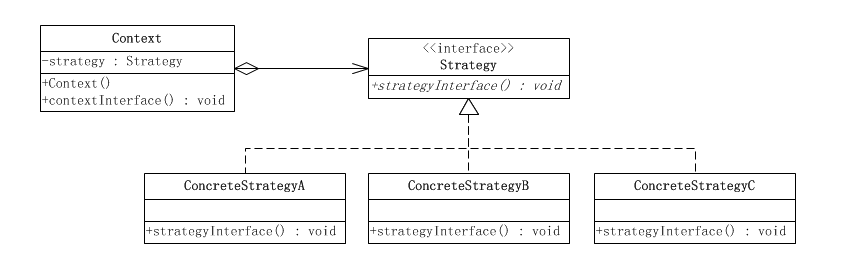 Context
-strategy : Strategy
+Context()
+contextInterface() : void
<<interface>>
Strategy
+strategyInterface() : void
ConcreteStrategyA
+strategyInterface() : void
ConcreteStrategyB
+strategyInterface() : void
ConcreteStrategyC
+strategyInterface() : void